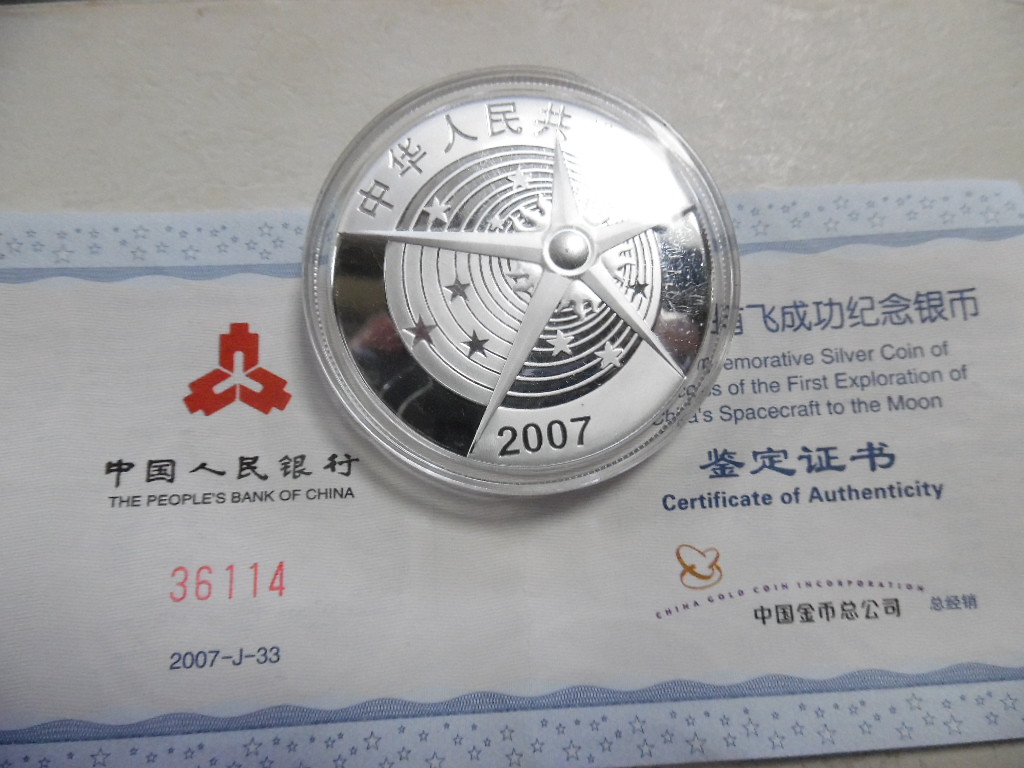 中华人民共
2007
中国人民银行
THE PEOPLE'S BANK OF CHINA
36114
2007-J-33
飞成功纪念银币
Silver Coin of
of the First Exploration of
Spacecraft to the Moon
鉴定证书
Certificate of Authenticity
CHINA GOLD COIN INCORPORATION
中国金币总公司 总经销